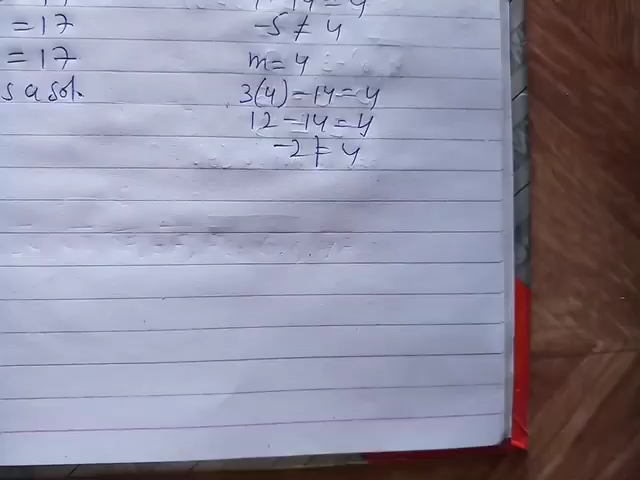 = 17
= 17
s a sol.
-5 ≠ 4
m = 4
3(4) - 14 = 4
12 - 14 = 4
-2 ≠ 4